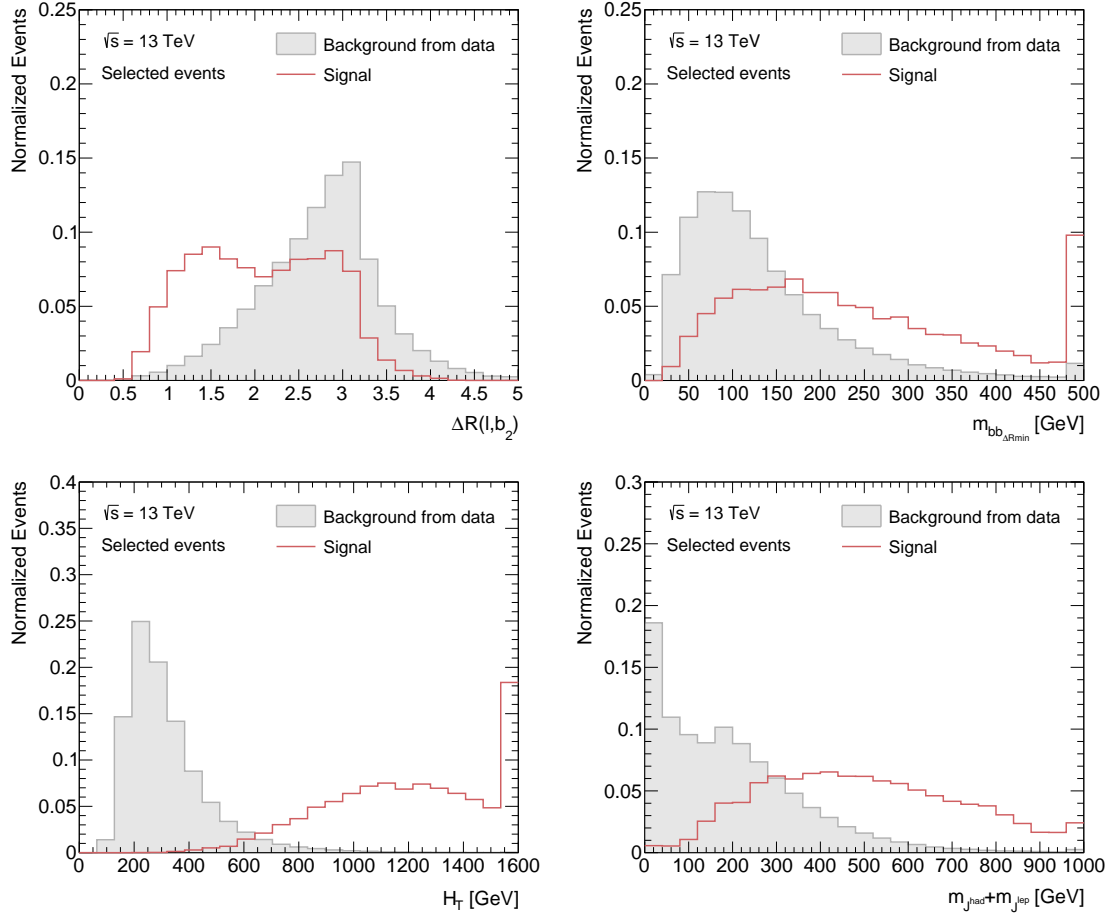 Normalized Events
0.25
0.2
0.15
0.1
0.05
0
√s = 13 TeV
Selected events
Background from data
Signal
0 0.5 1 1.5 2 2.5 3 3.5 4 4.5 5
ΔR(l,b₂)
Normalized Events
0.25
0.2
0.15
0.1
0.05
0
√s = 13 TeV
Selected events
Background from data
Signal
0 50 100 150 200 250 300 350 400 450 500
m_bb_ΔRmin [GeV]
Normalized Events
0.4
0.35
0.3
0.25
0.2
0.15
0.1
0.05
0
√s = 13 TeV
Selected events
Background from data
Signal
0 200 400 600 800 1000 1200 1400 1600
H_T [GeV]
Normalized Events
0.3
0.25
0.2
0.15
0.1
0.05
0
√s = 13 TeV
Selected events
Background from data
Signal
0 100 200 300 400 500 600 700 800 900 1000
m_J^had+m_J^lep [GeV]